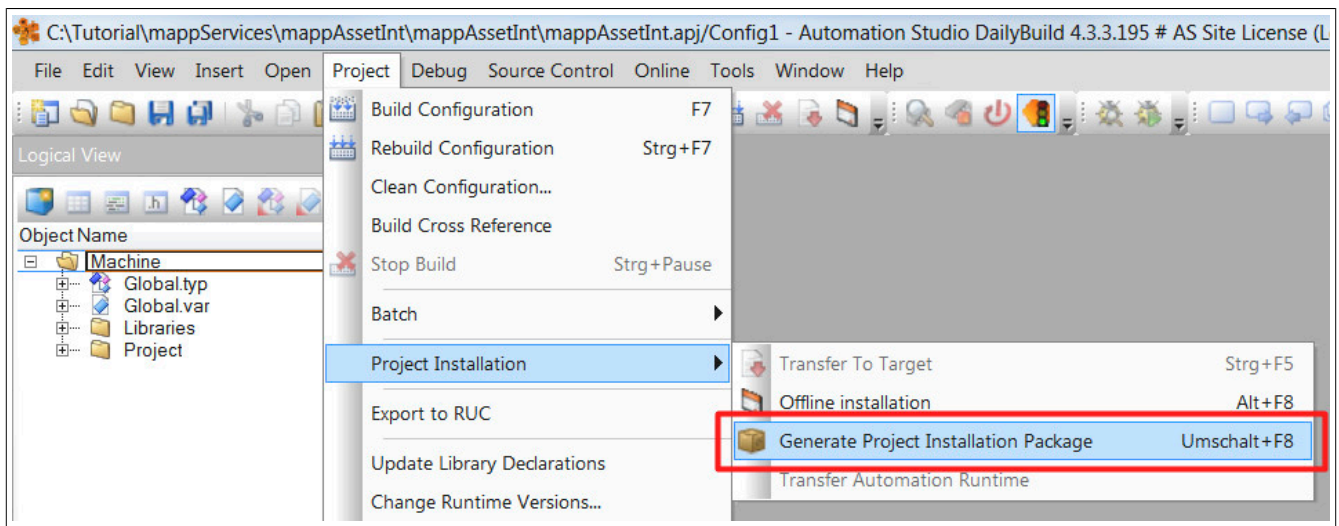 C:\Tutorial\mappServices\mappAssetInt\mappAssetInt\mappAssetInt.apj/Config1 - Automation Studio DailyBuild 4.3.3.195 # AS Site License (L
File Edit View Insert Open Project Debug Source Control Online Tools Window Help
Logical View
Object Name
Machine
Global.typ
Global.var
Libraries
Project
Build Configuration F7
Rebuild Configuration Strg+F7
Clean Configuration...
Build Cross Reference
Stop Build Strg+Pause
Batch
Project Installation
Export to RUC
Update Library Declarations
Change Runtime Versions...
Transfer To Target Strg+F5
Offline installation Alt+F8
Generate Project Installation Package Umschalt+F8
Transfer Automation Runtime